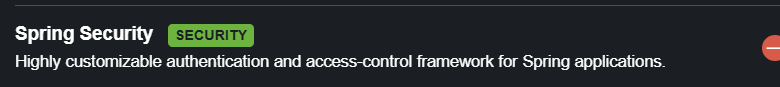 Spring Security SECURITY
Highly customizable authentication and access-control framework for Spring applications.